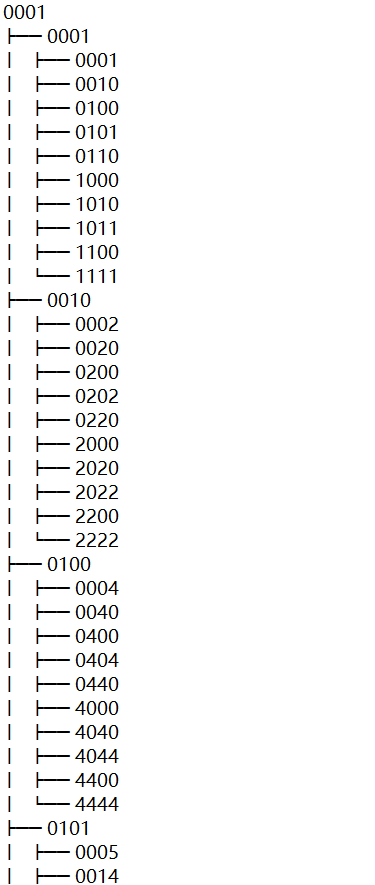 0001
├── 0001
│   ├── 0001
│   ├── 0010
│   ├── 0100
│   ├── 0101
│   ├── 0110
│   ├── 1000
│   ├── 1010
│   ├── 1011
│   ├── 1100
│   └── 1111
├── 0010
│   ├── 0002
│   ├── 0020
│   ├── 0200
│   ├── 0202
│   ├── 0220
│   ├── 2000
│   ├── 2020
│   ├── 2022
│   ├── 2200
│   └── 2222
├── 0100
│   ├── 0004
│   ├── 0040
│   ├── 0400
│   ├── 0404
│   ├── 0440
│   ├── 4000
│   ├── 4040
│   ├── 4044
│   ├── 4400
│   └── 4444
├── 0101
│   ├── 0005
│   ├── 0014